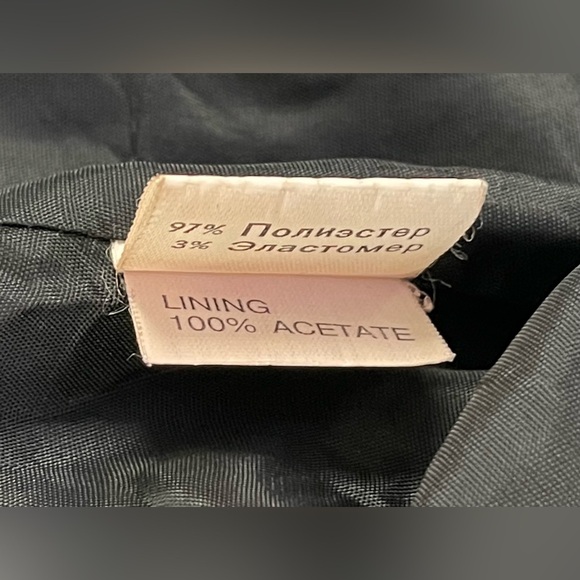 97% Полиэстер
3% Эластомер
LINING
100% ACETATE